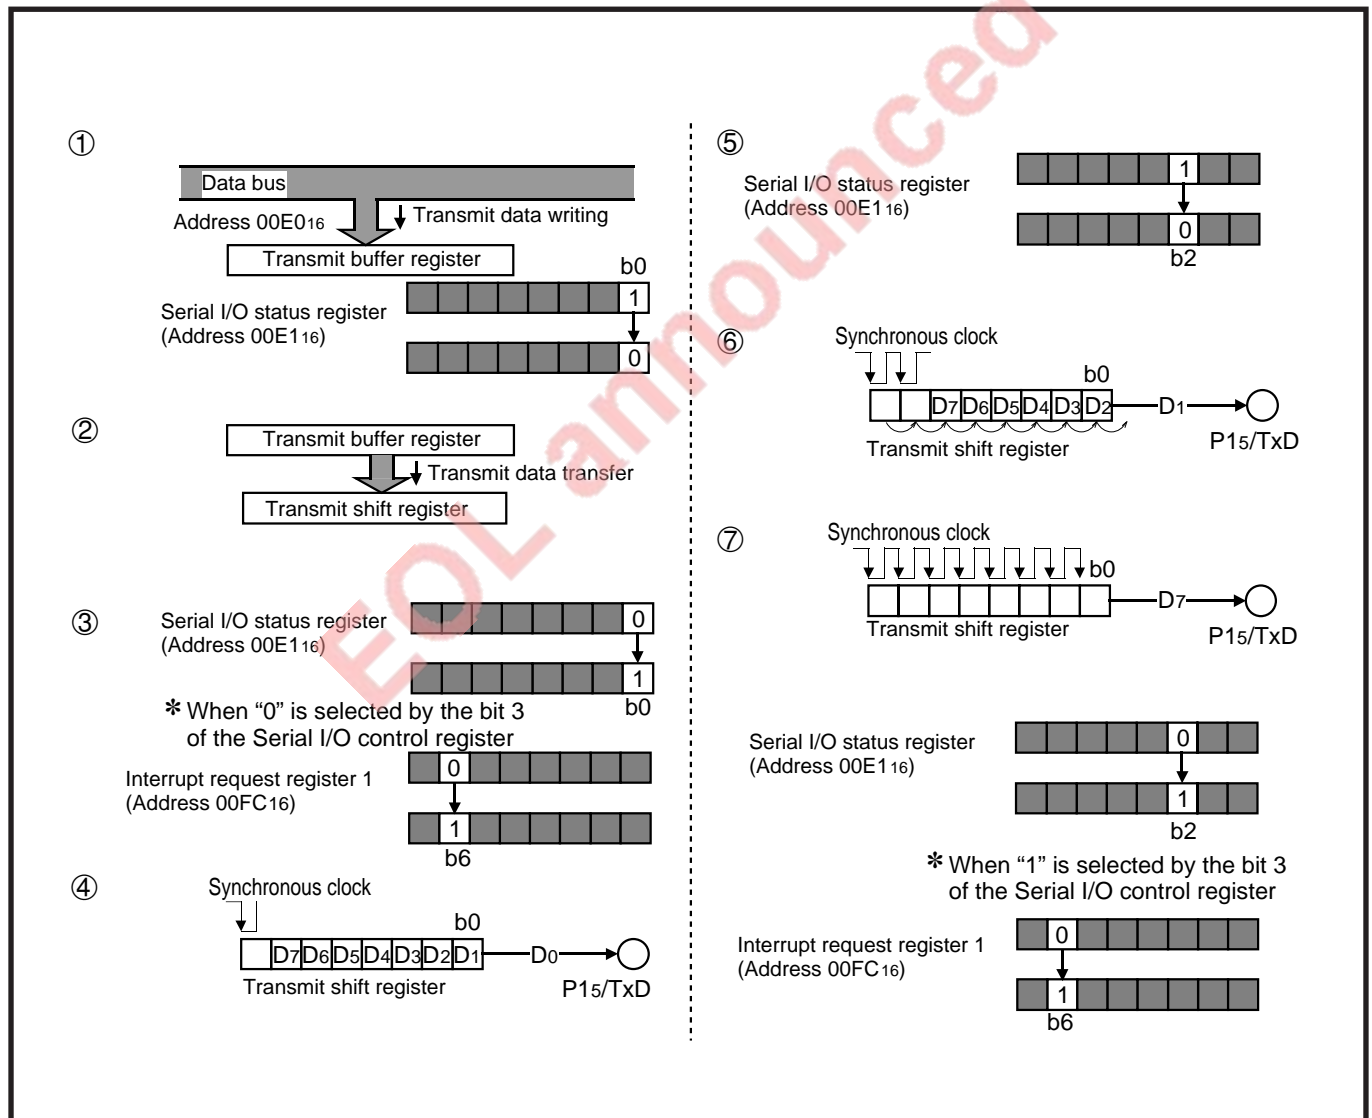 ①
Data bus
Address 00E016
Transmit data writing
Transmit buffer register
b0
Serial I/O status register
(Address 00E116)
1
0
②
Transmit buffer register
Transmit data transfer
Transmit shift register
③
Serial I/O status register
(Address 00E116)
0
1
b0
* When “0” is selected by the bit 3
of the Serial I/O control register
Interrupt request register 1
(Address 00FC16)
0
1
b6
④
Synchronous clock
b0
D7 D6 D5 D4 D3 D2 D1
D0
Transmit shift register
P15/TxD
⑤
Serial I/O status register
(Address 00E116)
1
0
b2
⑥
Synchronous clock
b0
D7 D6 D5 D4 D3 D2
D1
Transmit shift register
P15/TxD
⑦
Synchronous clock
b0
D7
Transmit shift register
P15/TxD
Serial I/O status register
(Address 00E116)
0
1
b2
* When “1” is selected by the bit 3
of the Serial I/O control register
Interrupt request register 1
(Address 00FC16)
0
1
b6
EOL announced